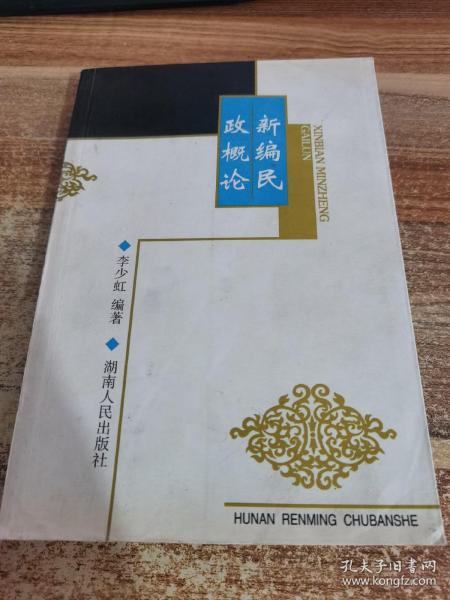 新编民
政概论
XINBIAN MINZHENG
GAILUN
李少虹 编著
湖南人民出版社
HUNAN RENMING CHUBANSHE
孔夫子旧书网
www.kongfz.com